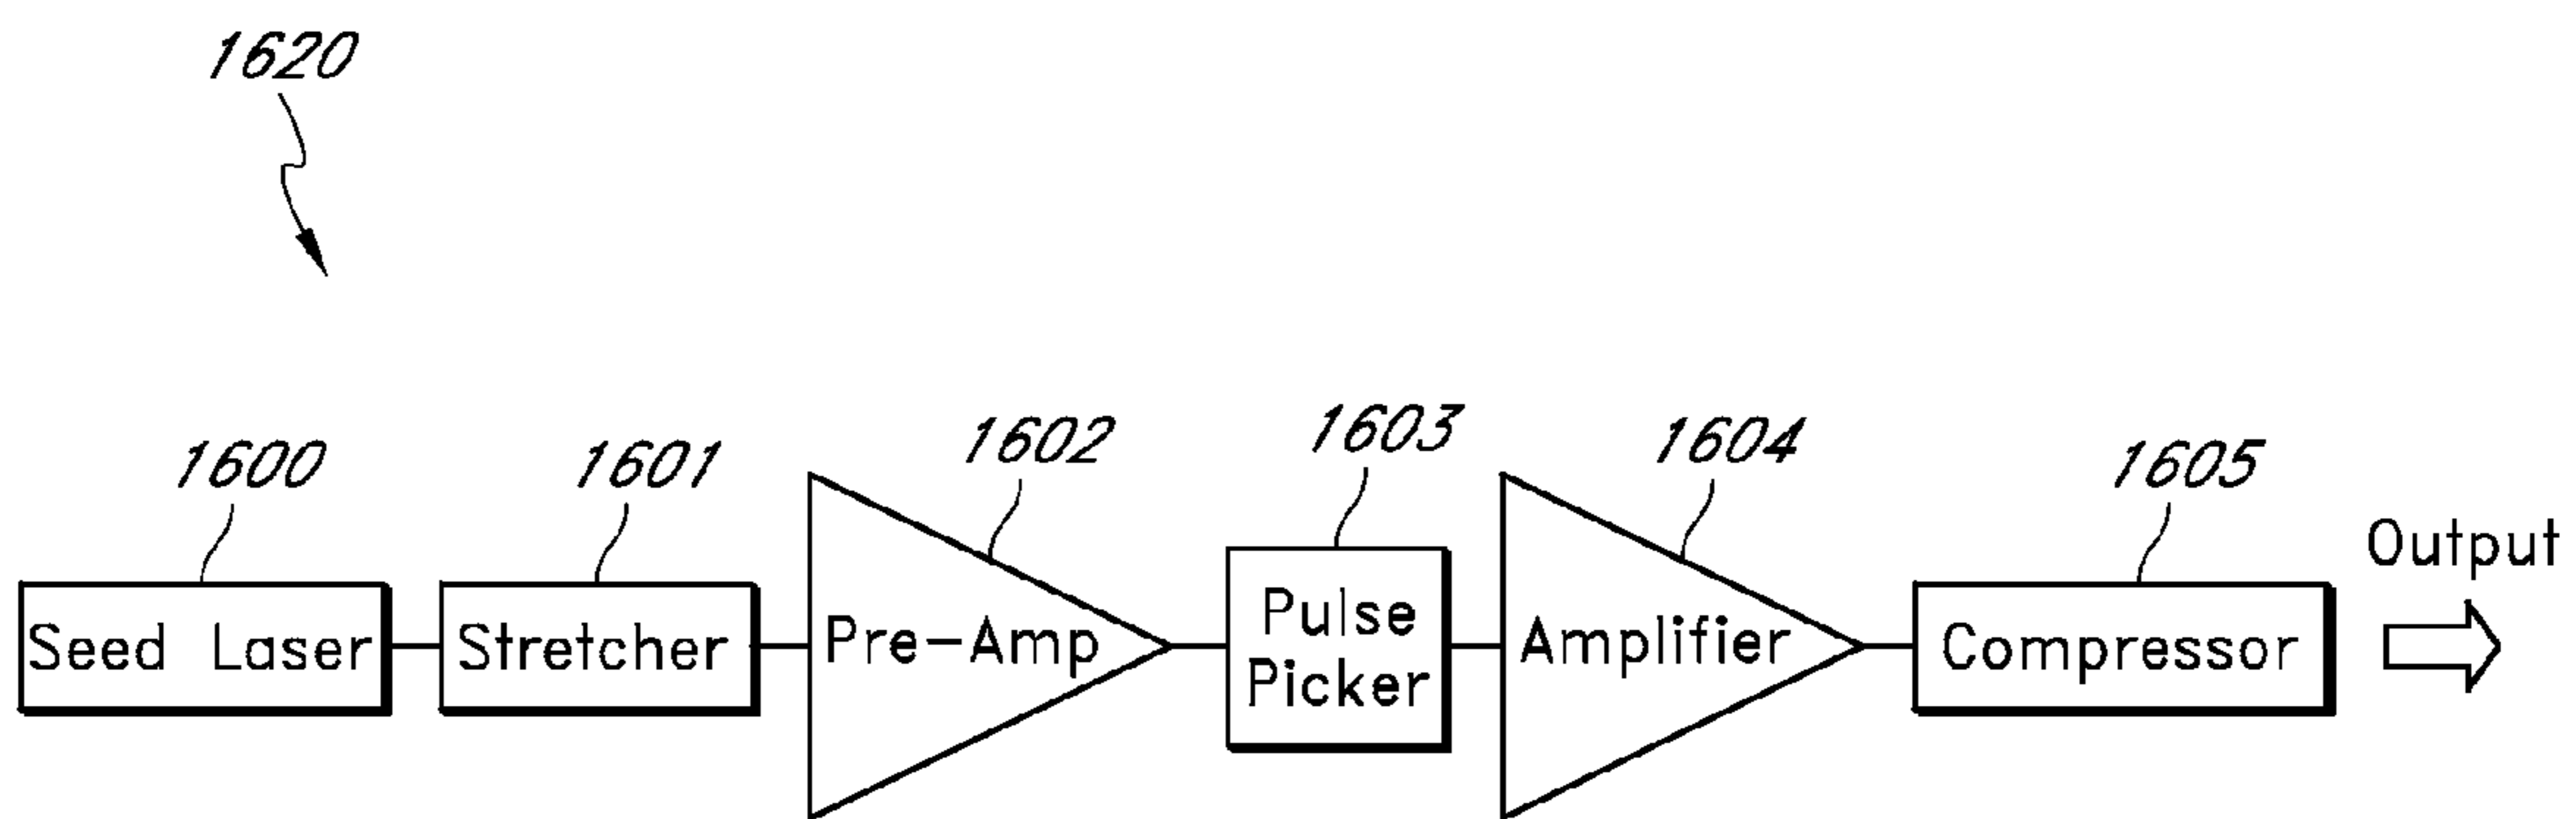 1620
1600
1601
1602
1603
1604
1605
Output
Seed Laser
Stretcher
Pre-Amp
Pulse
Picker
Amplifier
Compressor